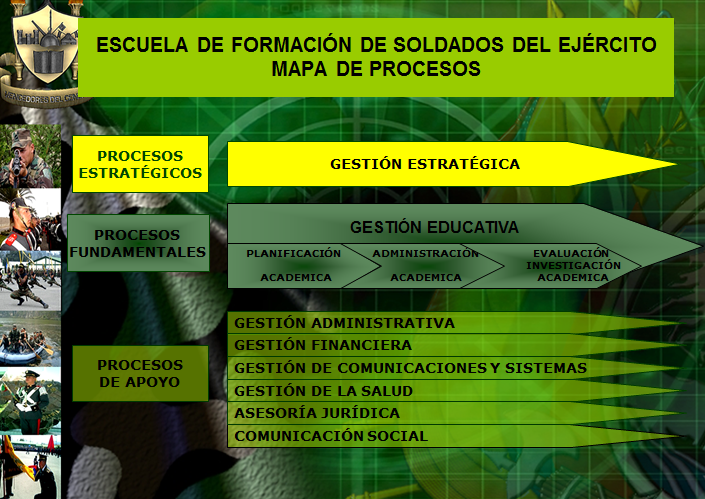 ESCUELA DE FORMACIÓN DE SOLDADOS DEL EJÉRCITO
MAPA DE PROCESOS
PROCESOS
ESTRATÉGICOS
GESTIÓN ESTRATÉGICA
PROCESOS
FUNDAMENTALES
GESTIÓN EDUCATIVA
PLANIFICACIÓN
ACADEMICA
ADMINISTRACIÓN
ACADEMICA
EVALUACIÓN
INVESTIGACIÓN
ACADEMICA
PROCESOS
DE APOYO
GESTIÓN ADMINISTRATIVA
GESTIÓN FINANCIERA
GESTIÓN DE COMUNICACIONES Y SISTEMAS
GESTIÓN DE LA SALUD
ASESORÍA JURÍDICA
COMUNICACIÓN SOCIAL